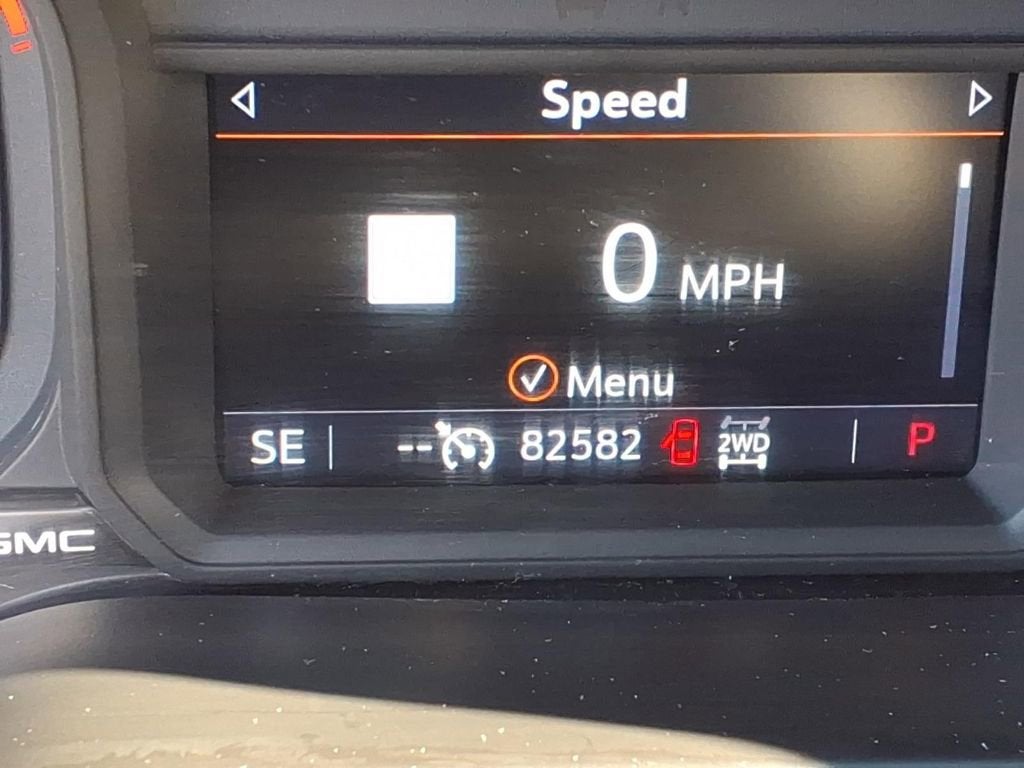 Speed
0 MPH
Menu
SE -- 82582 2WD P
GMC